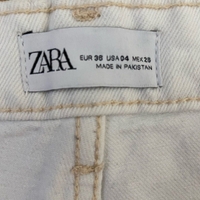 ZARA
EUR 36 USA 04 MEX 26
MADE IN PAKISTAN